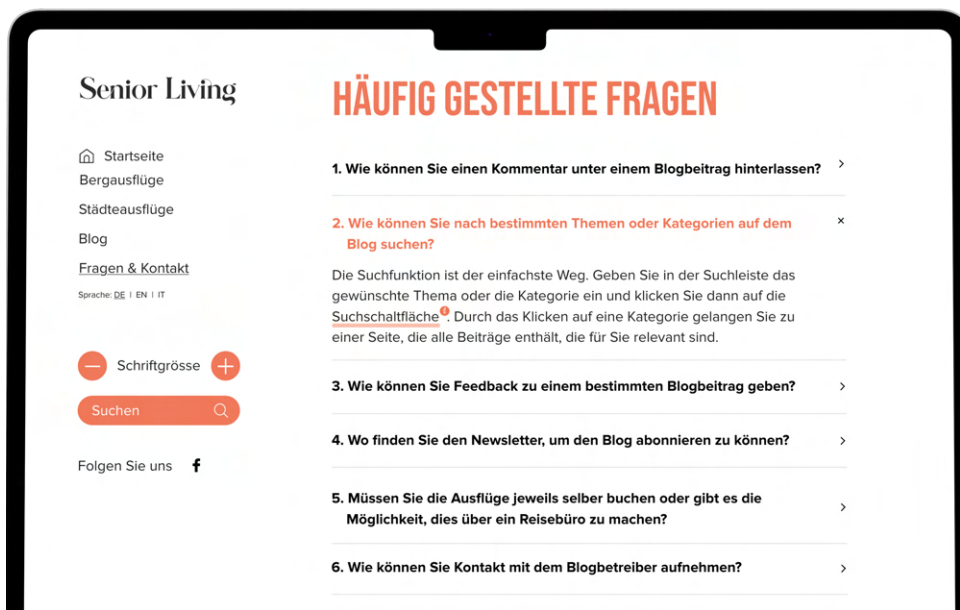 Senior Living
Startseite
Bergausflüge
Städteausflüge
Blog
Fragen & Kontakt
Sprache: DE | EN | IT
Schriftgrösse
Suchen
Folgen Sie uns
HÄUFIG GESTELLTE FRAGEN
1. Wie können Sie einen Kommentar unter einem Blogbeitrag hinterlassen?
2. Wie können Sie nach bestimmten Themen oder Kategorien auf dem
Blog suchen?
Die Suchfunktion ist der einfachste Weg. Geben Sie in der Suchleiste das
gewünschte Thema oder die Kategorie ein und klicken Sie dann auf die
Suchschaltfläche. Durch das Klicken auf eine Kategorie gelangen Sie zu
einer Seite, die alle Beiträge enthält, die für Sie relevant sind.
3. Wie können Sie Feedback zu einem bestimmten Blogbeitrag geben?
4. Wo finden Sie den Newsletter, um den Blog abonnieren zu können?
5. Müssen Sie die Ausflüge jeweils selber buchen oder gibt es die
Möglichkeit, dies über ein Reisebüro zu machen?
6. Wie können Sie Kontakt mit dem Blogbetreiber aufnehmen?